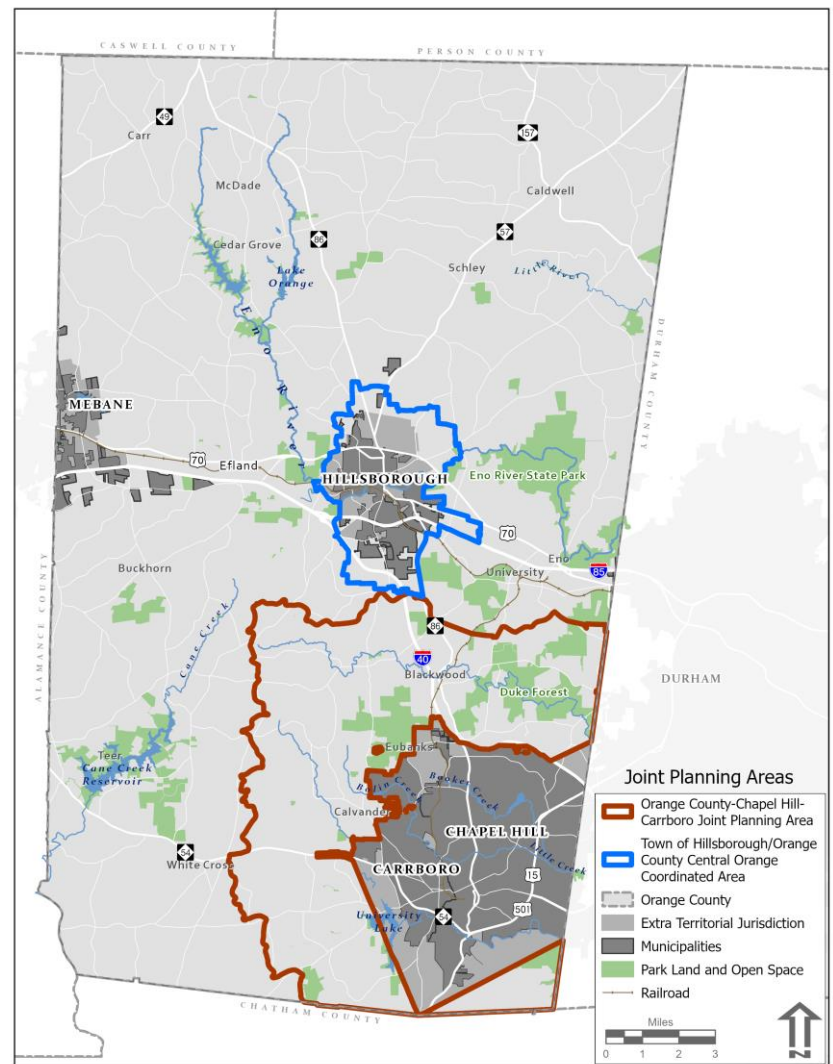 CASWELL COUNTY
PERSON COUNTY
49
Carr
157
McDade
Caldwell
86
57
Cedar Grove
Schley
Lake
Orange
Little River
Eno River
DURHAM COUNTY
MEBANE
70
Efland
HILLSBOROUGH
Eno River State Park
70
Eno
University
85
Buckhorn
ALAMANCE COUNTY
Cane Creek
86
40
Blackwood
DURHAM
Duke Forest
Eubanks
Teer
Cane Creek
Reservoir
Bolin Creek
Booker Creek
Calvander
CHAPEL HILL
54
White Cross
CARRBORO
Little Creek
15
University
Lake
54
501
CHATHAM COUNTY
Joint Planning Areas
Orange County-Chapel Hill-
Carrboro Joint Planning Area
Town of Hillsborough/Orange
County Central Orange
Coordinated Area
Orange County
Extra Territorial Jurisdiction
Municipalities
Park Land and Open Space
Railroad
Miles
0 1 2 3
N